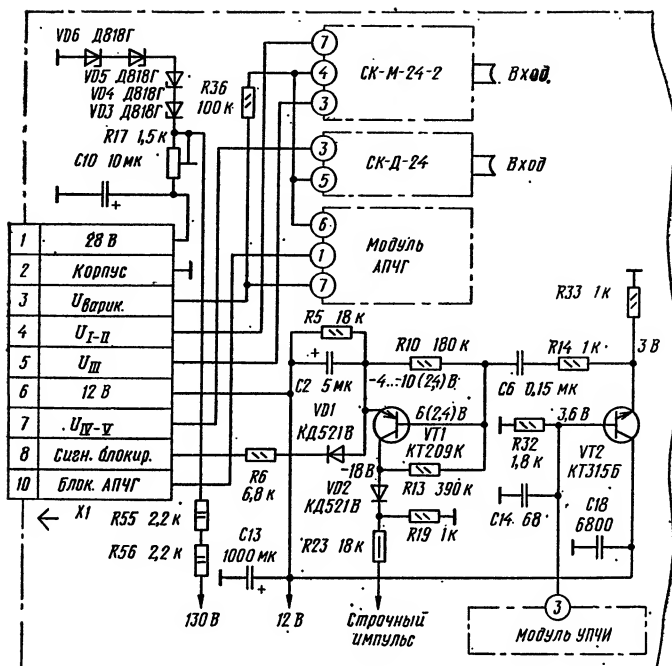 VD6 Д818Г
VD5 Д818Г
VD4 Д818Г
VD3 Д818Г
R17 1,5 к
C10 10 мк
+
R36
100 к
7
4
3
СК-М-24-2
Вход
3
5
СК-Д-24
Вход
6
1
7
Модуль
АПЧГ
1 28 В
2 Корпус
3 Uварик.
4 UI-II
5 UIII
6 12 В
7 UIV-V
8 Сигн. блокир.
10 Блок. АПЧГ
X1
R5 18 к
+
C2 5 мк
R10 180 к
-4...-10(24) В
VD1
КД521В
6(2,4) В
VT1
КТ209К
-18 В
VD2
КД521В
R6
6,8 к
R13 390 к
R19 1к
R23 18 к
C6 0,15 мк
R14 1 к
R33 1 к
3 В
3,6 В
R32
1,8 к
VT2
КТ315Б
C14 68
C18
6800
R55 2,2 к
R56 2,2 к
C13
1000 мк
+
130 В
12 В
Строчный
импульс
3
Модуль УПЧИ